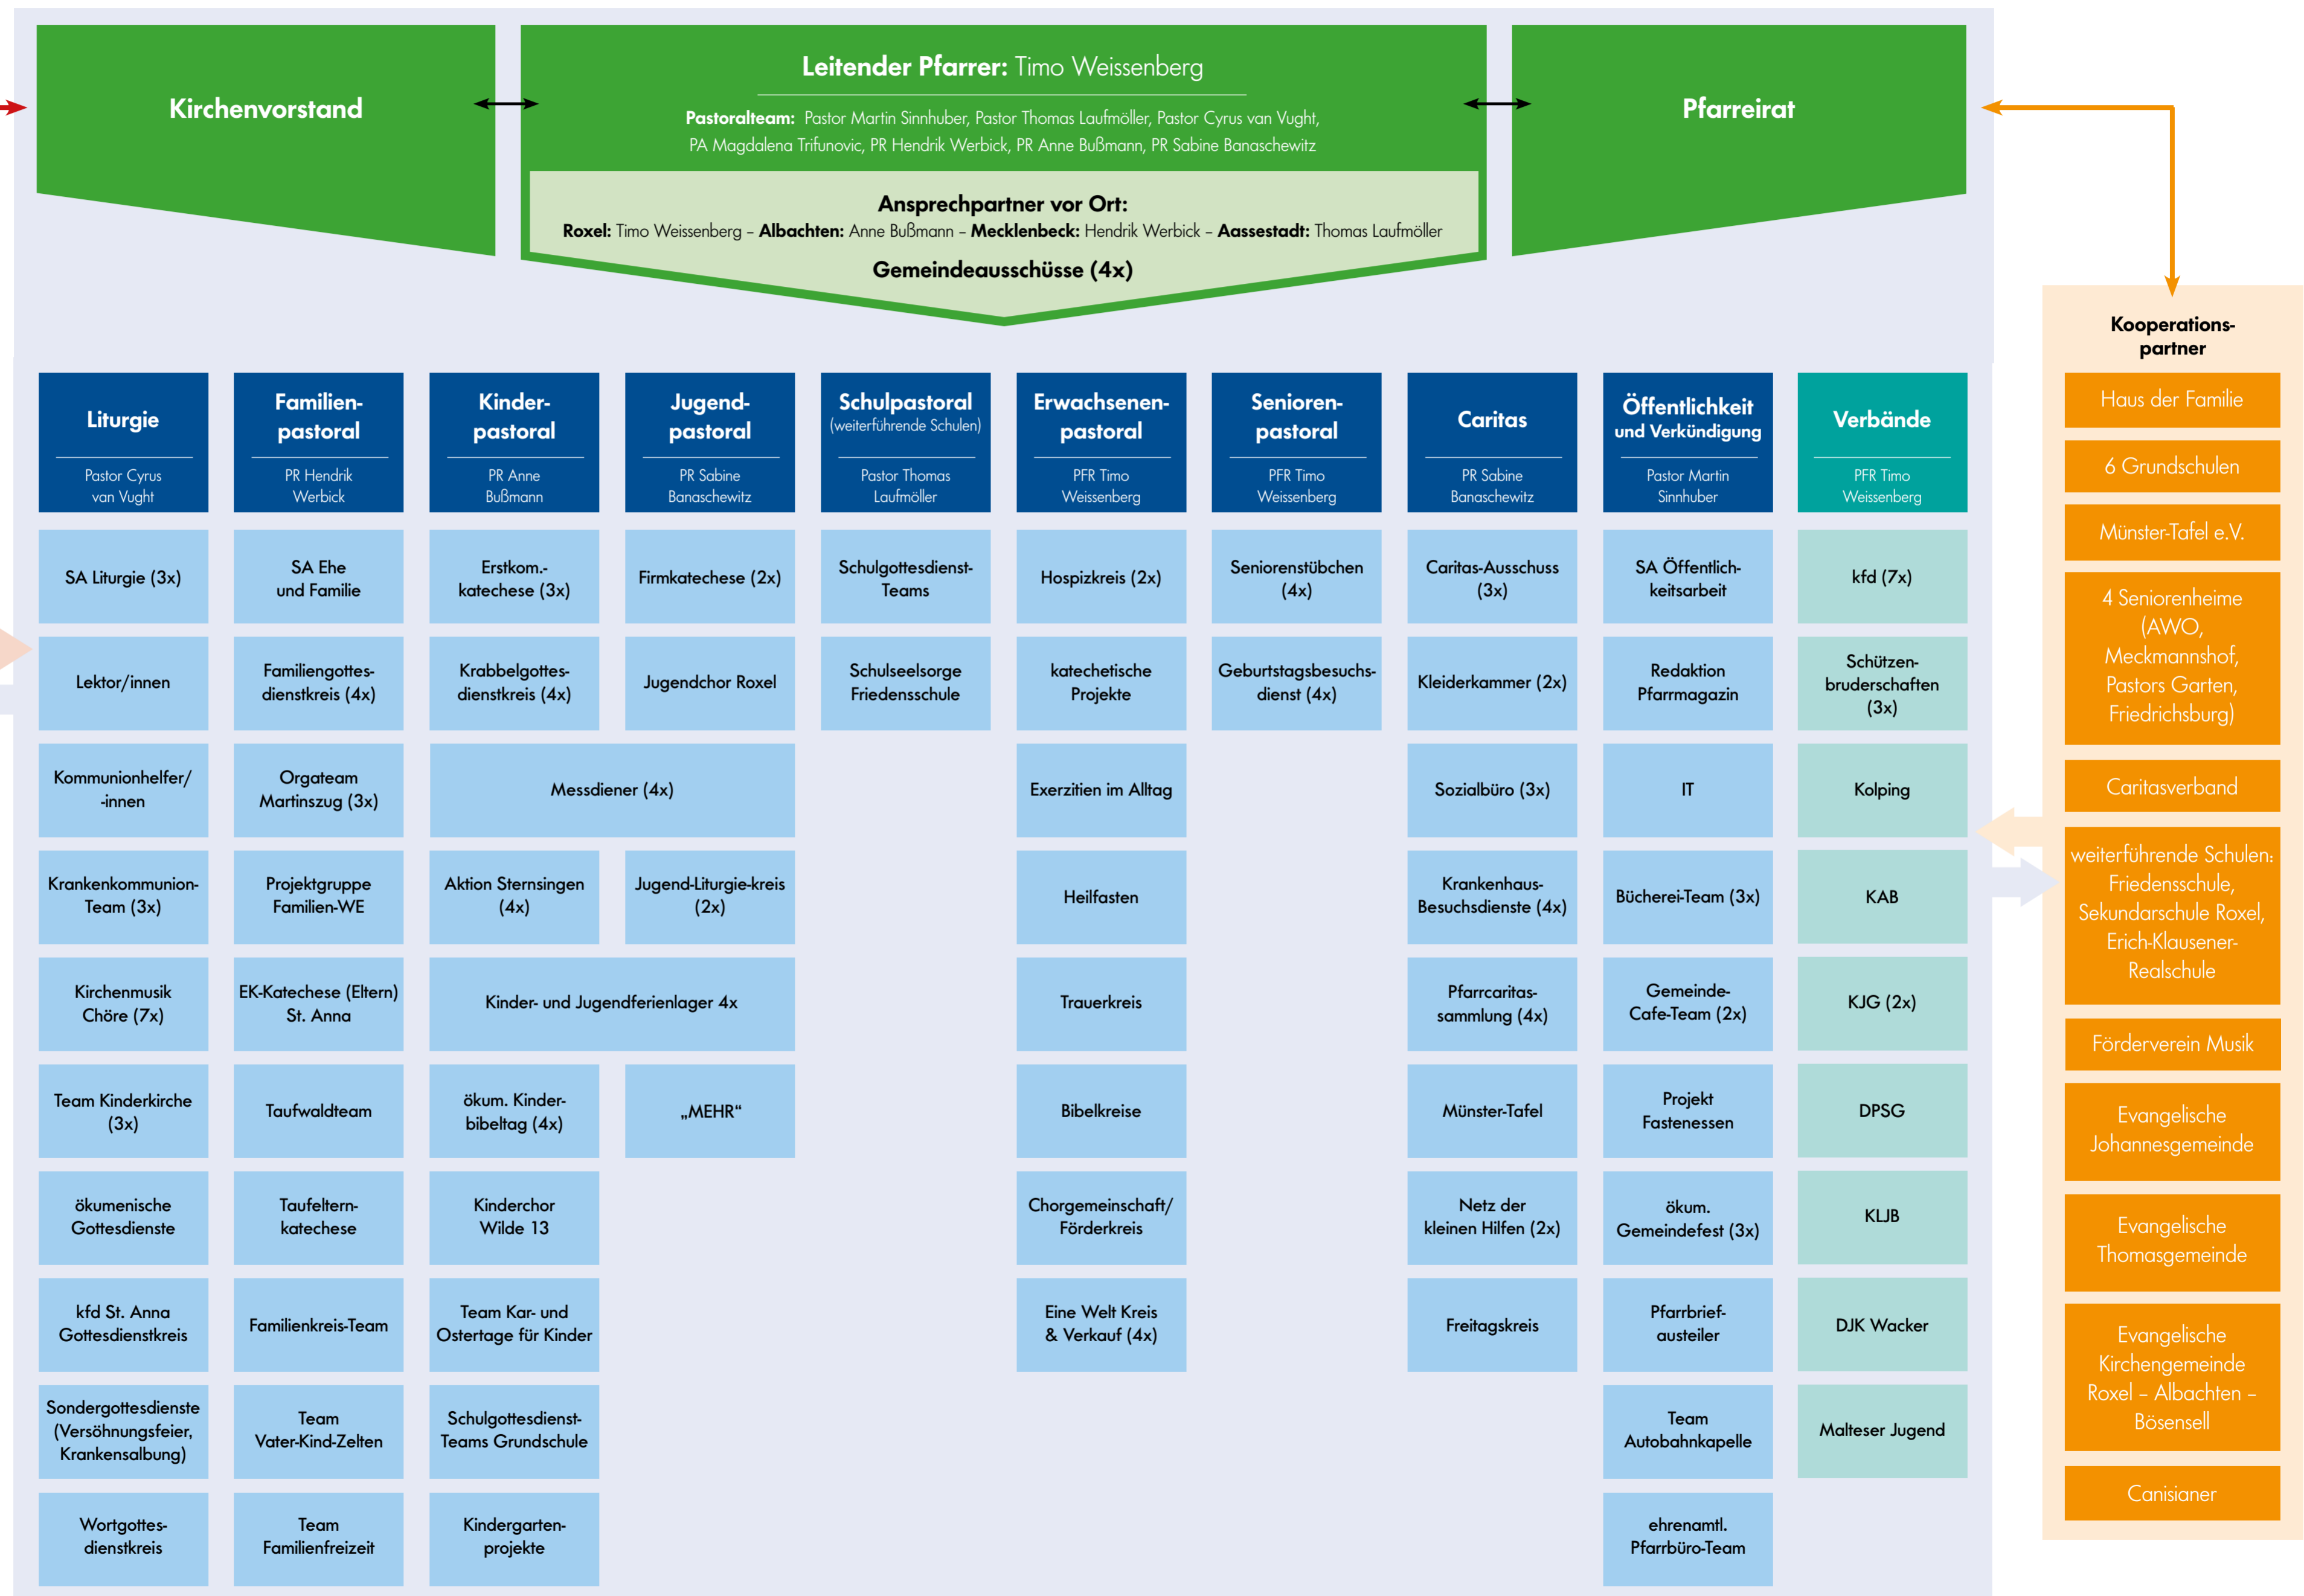 Kirchenvorstand
Leitender Pfarrer: Timo Weissenberg
Pastoralteam: Pastor Martin Sinnhuber, Pastor Thomas Laufmöller, Pastor Cyrus van Vught,
PA Magdalena Trifunovic, PR Hendrik Werbick, PR Anne Bußmann, PR Sabine Banaschewitz
Ansprechpartner vor Ort:
Roxel: Timo Weissenberg – Albachten: Anne Bußmann – Mecklenbeck: Hendrik Werbick – Aassestadt: Thomas Laufmöller
Gemeindeausschüsse (4x)
Pfarreirat
Liturgie
Pastor Cyrus
van Vught
SA Liturgie (3x)
Lektor/innen
Kommunionhelfer/
-innen
Krankenkommunion-
Team (3x)
Kirchenmusik
Chöre (7x)
Team Kinderkirche
(3x)
ökumenische
Gottesdienste
kfd St. Anna
Gottesdienstkreis
Sondergottesdienste
(Versöhnungsfeier,
Krankensalbung)
Wortgottes-
dienstkreis
Familien-
pastoral
PR Hendrik
Werbick
SA Ehe
und Familie
Familiengottes-
dienstkreis (4x)
Orgateam
Martinszug (3x)
Projektgruppe
Familien-WE
EK-Katechese (Eltern)
St. Anna
Taufwaldteam
Taufeltern-
katechese
Familienkreis-Team
Team
Vater-Kind-Zelten
Team
Familienfreizeit
Kinder-
pastoral
PR Anne
Bußmann
Erstkom.-
katechese (3x)
Krabbelgottes-
dienstkreis (4x)
Messdiener (4x)
Aktion Sternsingen
(4x)
Kinder- und Jugendferienlager 4x
ökum. Kinder-
bibeltag (4x)
Kinderchor
Wilde 13
Team Kar- und
Ostertage für Kinder
Schulgottesdienst-
Teams Grundschule
Kindergarten-
projekte
Jugend-
pastoral
PR Sabine
Banaschewitz
Firmkatechese (2x)
Jugendchor Roxel
Jugend-Liturgie-kreis
(2x)
„MEHR“
Schulpastoral
(weiterführende Schulen)
Pastor Thomas
Laufmöller
Schulgottesdienst-
Teams
Schulseelsorge
Friedensschule
Erwachsenen-
pastoral
PFR Timo
Weissenberg
Hospizkreis (2x)
katechetische
Projekte
Exerzitien im Alltag
Heilfasten
Trauerkreis
Bibelkreise
Chorgemeinschaft/
Förderkreis
Eine Welt Kreis
& Verkauf (4x)
Senioren-
pastoral
PFR Timo
Weissenberg
Seniorenstübchen
(4x)
Geburtstagsbesuchs-
dienst (4x)
Caritas
PR Sabine
Banaschewitz
Caritas-Ausschuss
(3x)
Kleiderkammer (2x)
Sozialbüro (3x)
Krankenhaus-
Besuchsdienste (4x)
Pfarrcaritas-
sammlung (4x)
Münster-Tafel
Netz der
kleinen Hilfen (2x)
Freitagskreis
Öffentlichkeit
und Verkündigung
Pastor Martin
Sinnhuber
SA Öffentlich-
keitsarbeit
Redaktion
Pfarrmagazin
IT
Bücherei-Team (3x)
Gemeinde-
Cafe-Team (2x)
Projekt
Fastenessen
ökum.
Gemeindefest (3x)
Pfarrbrief-
austeiler
Team
Autobahnkapelle
ehrenamtl.
Pfarrbüro-Team
Verbände
PFR Timo
Weissenberg
kfd (7x)
Schützen-
bruderschaften
(3x)
Kolping
KAB
KJG (2x)
DPSG
KLJB
DJK Wacker
Malteser Jugend
Kooperations-
partner
Haus der Familie
6 Grundschulen
Münster-Tafel e.V.
4 Seniorenheime
(AWO,
Meckmannshof,
Pastors Garten,
Friedrichsburg)
Caritasverband
weiterführende Schulen:
Friedensschule,
Sekundarschule Roxel,
Erich-Klausener-
Realschule
Förderverein Musik
Evangelische
Johannesgemeinde
Evangelische
Thomasgemeinde
Evangelische
Kirchengemeinde
Roxel – Albachten –
Bösensell
Canisianer